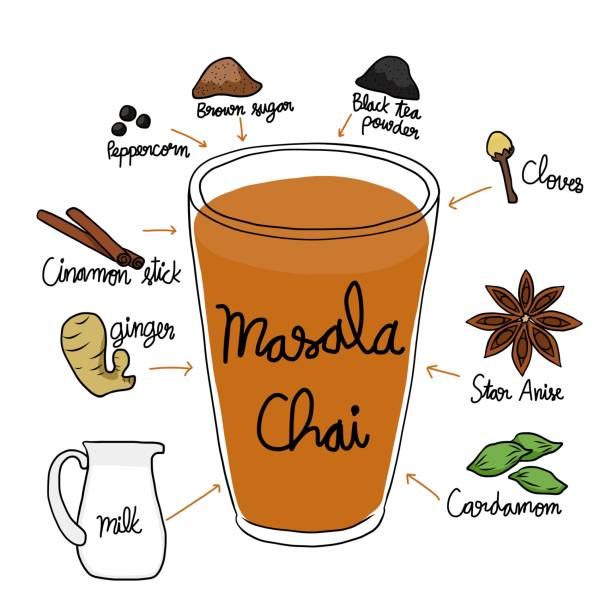 Brown sugar
Black tea
powder
Peppercorn
Cloves
Cinamon stick
ginger
Masala
Chai
Star Anise
Cardamom
milk